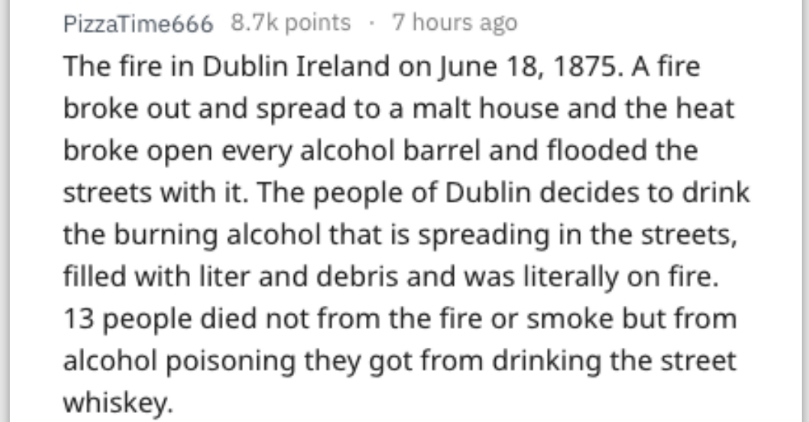 PizzaTime666 8.7k points · 7 hours ago
The fire in Dublin Ireland on June 18, 1875. A fire
broke out and spread to a malt house and the heat
broke open every alcohol barrel and flooded the
streets with it. The people of Dublin decides to drink
the burning alcohol that is spreading in the streets,
filled with liter and debris and was literally on fire.
13 people died not from the fire or smoke but from
alcohol poisoning they got from drinking the street
whiskey.